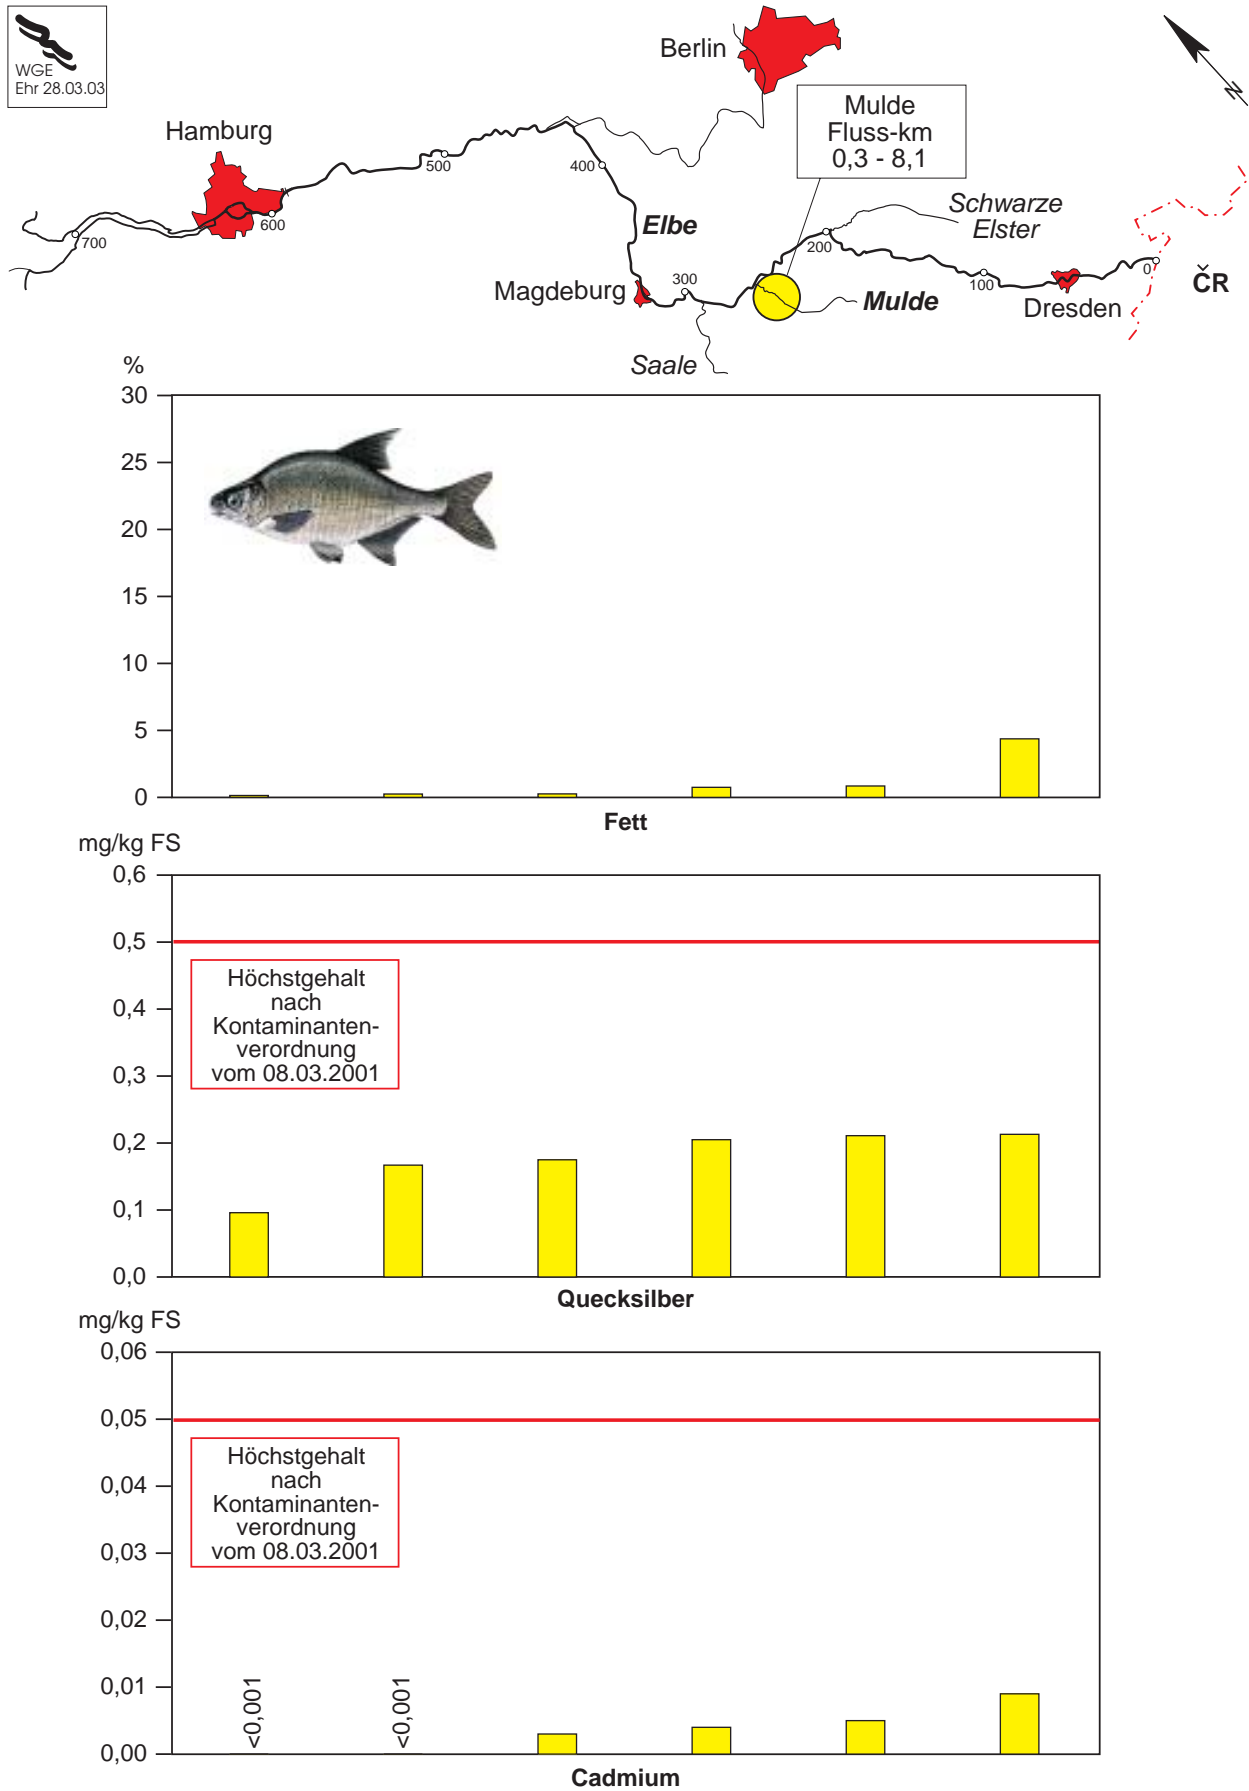 WGE
Ehr 28.03.03
Berlin
Hamburg
Mulde
Fluss-km
0,3 - 8,1
500
400
Schwarze
Elster
600
Elbe
200
700
Magdeburg
300
Mulde
100
Dresden
0
ČR
N
Saale
%
30
25
20
15
10
5
0
Fett
mg/kg FS
0,6
0,5
0,4
0,3
0,2
0,1
0,0
Höchstgehalt
nach
Kontaminanten-
verordnung
vom 08.03.2001
Quecksilber
mg/kg FS
0,06
0,05
0,04
0,03
0,02
0,01
0,00
Höchstgehalt
nach
Kontaminanten-
verordnung
vom 08.03.2001
<0,001
<0,001
Cadmium